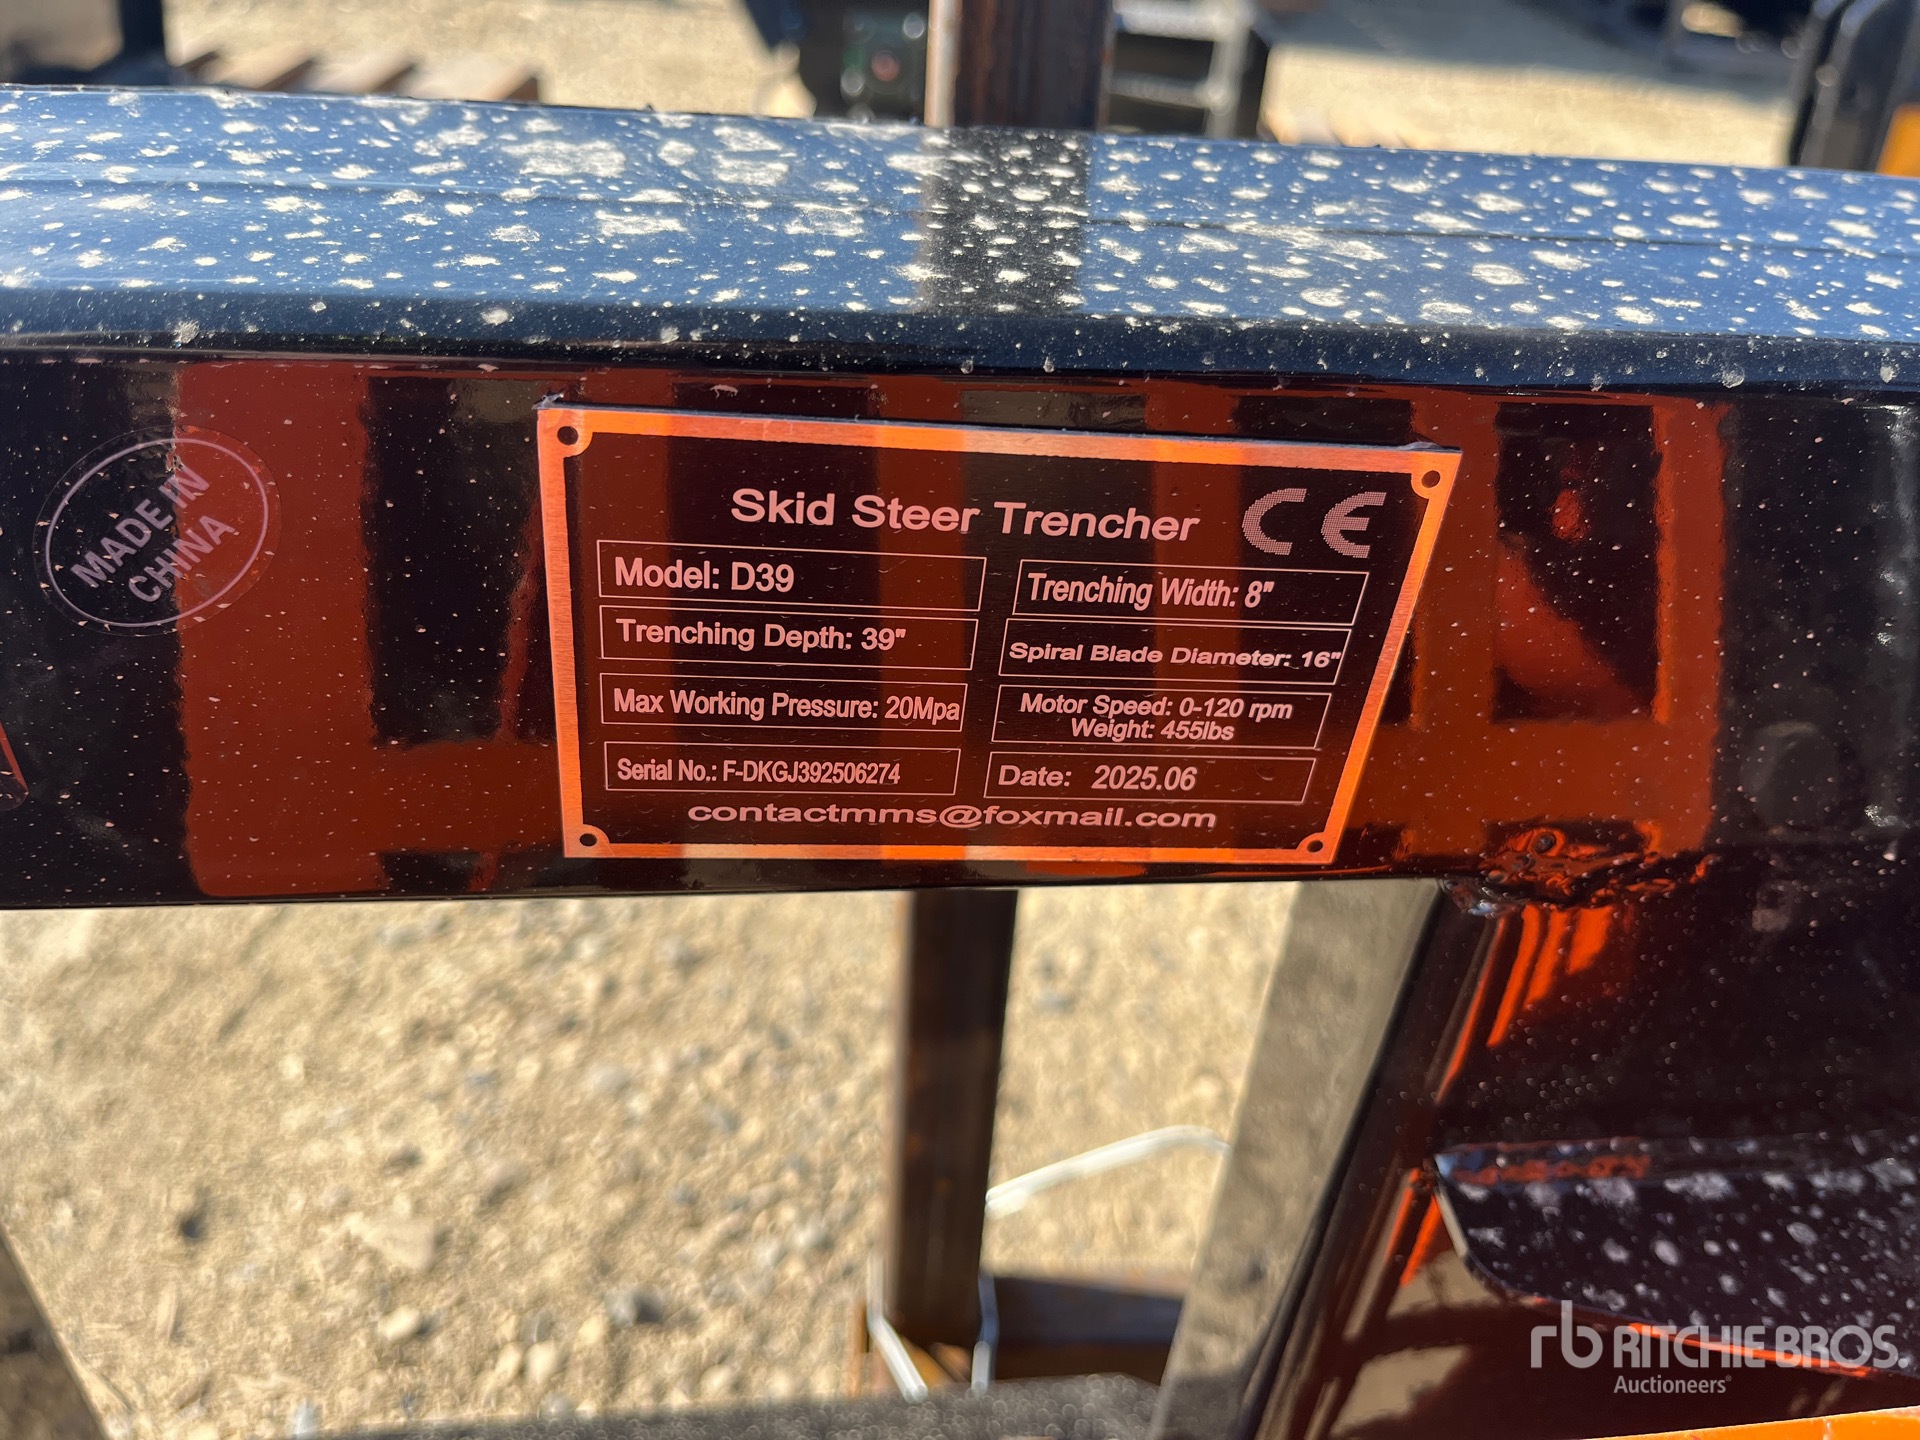 MADE IN
CHINA
Skid Steer Trencher CE
Model: D39
Trenching Width: 8"
Trenching Depth: 39"
Spiral Blade Diameter: 16"
Max Working Pressure: 20Mpa
Motor Speed: 0-120 rpm
Weight: 455lbs
Serial No.: F-DKGJ392506274
Date: 2025.06
contactmms@foxmail.com
rb RITCHIE BROS.
Auctioneers®